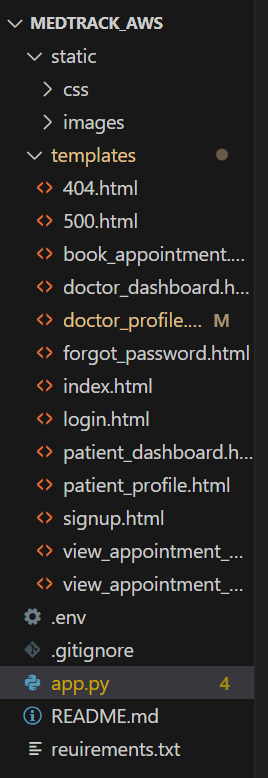 MEDTRACK_AWS
static
css
images
templates
404.html
500.html
book_appointment....
doctor_dashboard.h...
doctor_profile.... M
forgot_password.html
index.html
login.html
patient_dashboard.h...
patient_profile.html
signup.html
view_appointment_...
view_appointment_...
.env
.gitignore
app.py 4
README.md
reuirements.txt